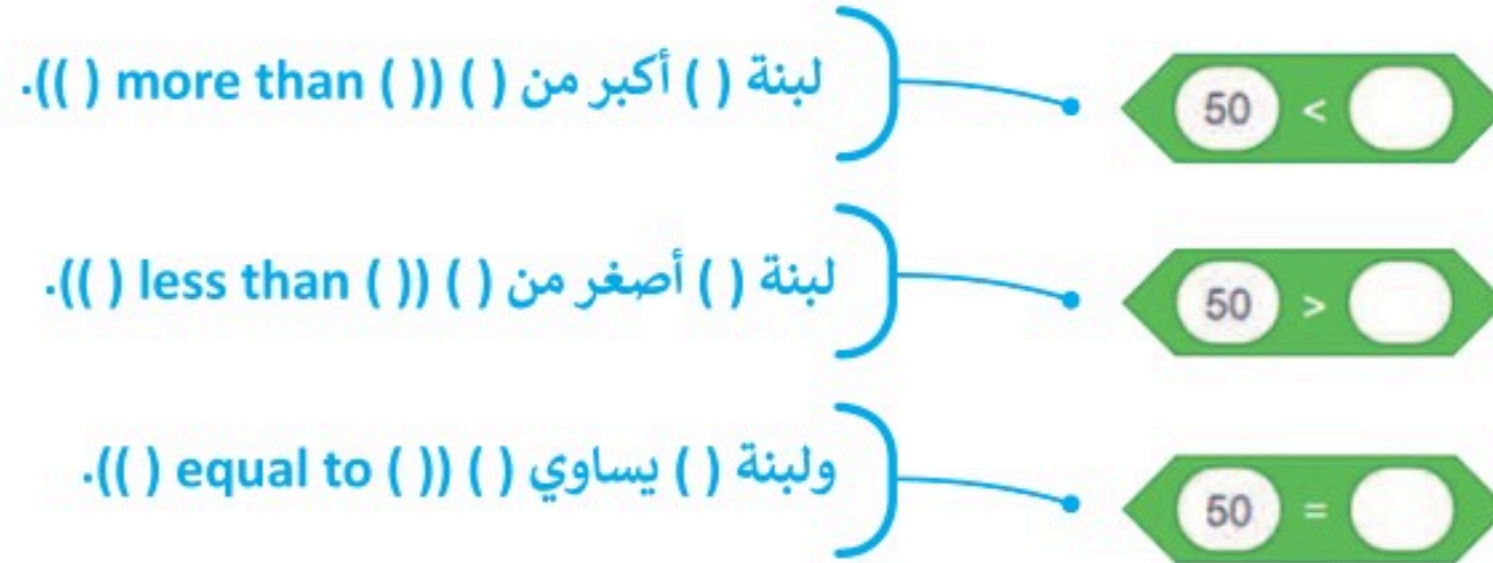 لبنة ( ) أكبر من ( ) (( ) more than ( )).
50 < 
لبنة ( ) أصغر من ( ) (( ) less than ( )).
50 > 
ولبنة ( ) يساوي ( ) (( ) equal to ( )).
50 =